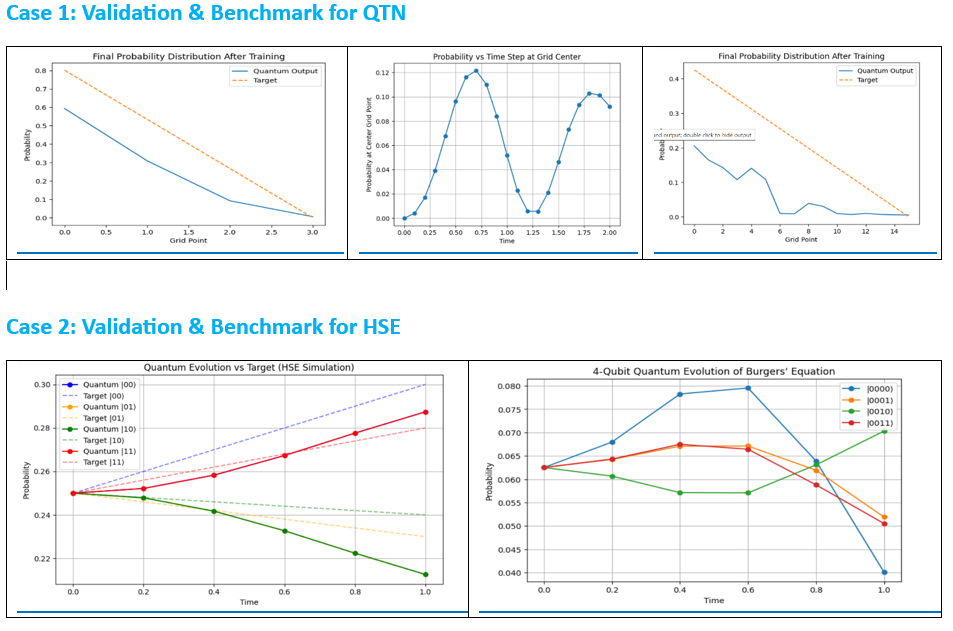 Case 1: Validation & Benchmark for QTN
Final Probability Distribution After Training
Quantum Output
Target
Probability
0.8
0.7
0.6
0.5
0.4
0.3
0.2
0.1
0.0
0.0 0.5 1.0 1.5 2.0 2.5 3.0
Grid Point
Probability vs Time Step at Grid Center
Probability at Center Grid Point
0.12
0.10
0.08
0.06
0.04
0.02
0.00
0.00 0.25 0.50 0.75 1.00 1.25 1.50 1.75 2.00
Time
Final Probability Distribution After Training
Quantum Output
Target
0.4
0.3
output; double click to hide output
Probab
0.2
0.1
0.0
0 2 4 6 8 10 12 14
Grid Point
Case 2: Validation & Benchmark for HSE
Quantum Evolution vs Target (HSE Simulation)
Quantum |00⟩
Target |00⟩
Quantum |01⟩
Target |01⟩
Quantum |10⟩
Target |10⟩
Quantum |11⟩
Target |11⟩
Probability
0.30
0.28
0.26
0.24
0.22
0.0 0.2 0.4 0.6 0.8 1.0
Time
4-Qubit Quantum Evolution of Burgers' Equation
|0000⟩
|0001⟩
|0010⟩
|0011⟩
Probability
0.080
0.075
0.070
0.065
0.060
0.055
0.050
0.045
0.040
0.0 0.2 0.4 0.6 0.8 1.0
Time